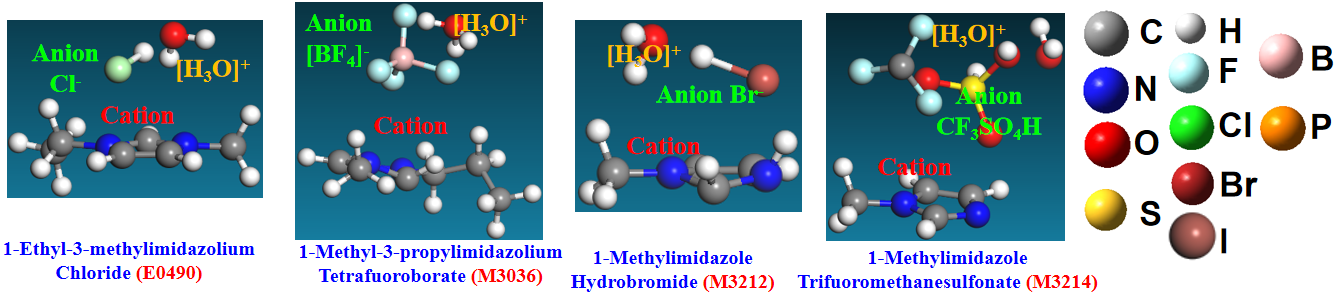 Anion
Cl-
[H3O]+
Cation
1-Ethyl-3-methylimidazolium
Chloride (E0490)
Anion
[BF4]-
[H3O]+
Cation
1-Methyl-3-propylimidazolium
Tetrafuoroborate (M3036)
[H3O]+
Anion Br-
Cation
1-Methylimidazole
Hydrobromide (M3212)
[H3O]+
Anion
CF3SO4H
Cation
1-Methylimidazole
Trifuoromethanesulfonate (M3214)
C
H
B
N
F
O
Cl
P
S
Br
I